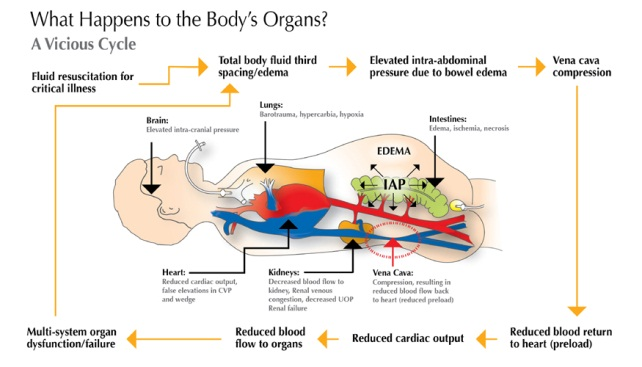 What Happens to the Body's Organs?
A Vicious Cycle
Fluid resuscitation for
critical illness
Total body fluid third
spacing/edema
Elevated intra-abdominal
pressure due to bowel edema
Vena cava
compression
Brain:
Elevated intra-cranial pressure
Lungs:
Barotrauma, hypercarbia, hypoxia
Intestines:
Edema, ischemia, necrosis
EDEMA
IAP
Heart:
Reduced cardiac output,
false elevations in CVP
and wedge
Kidneys:
Decreased blood flow to
kidney, Renal venous
congestion, decreased UOP
Renal failure
Vena Cava:
Compression, resulting in
reduced blood flow back
to heart (reduced preload)
Multi-system organ
dysfunction/failure
Reduced blood
flow to organs
Reduced cardiac output
Reduced blood return
to heart (preload)